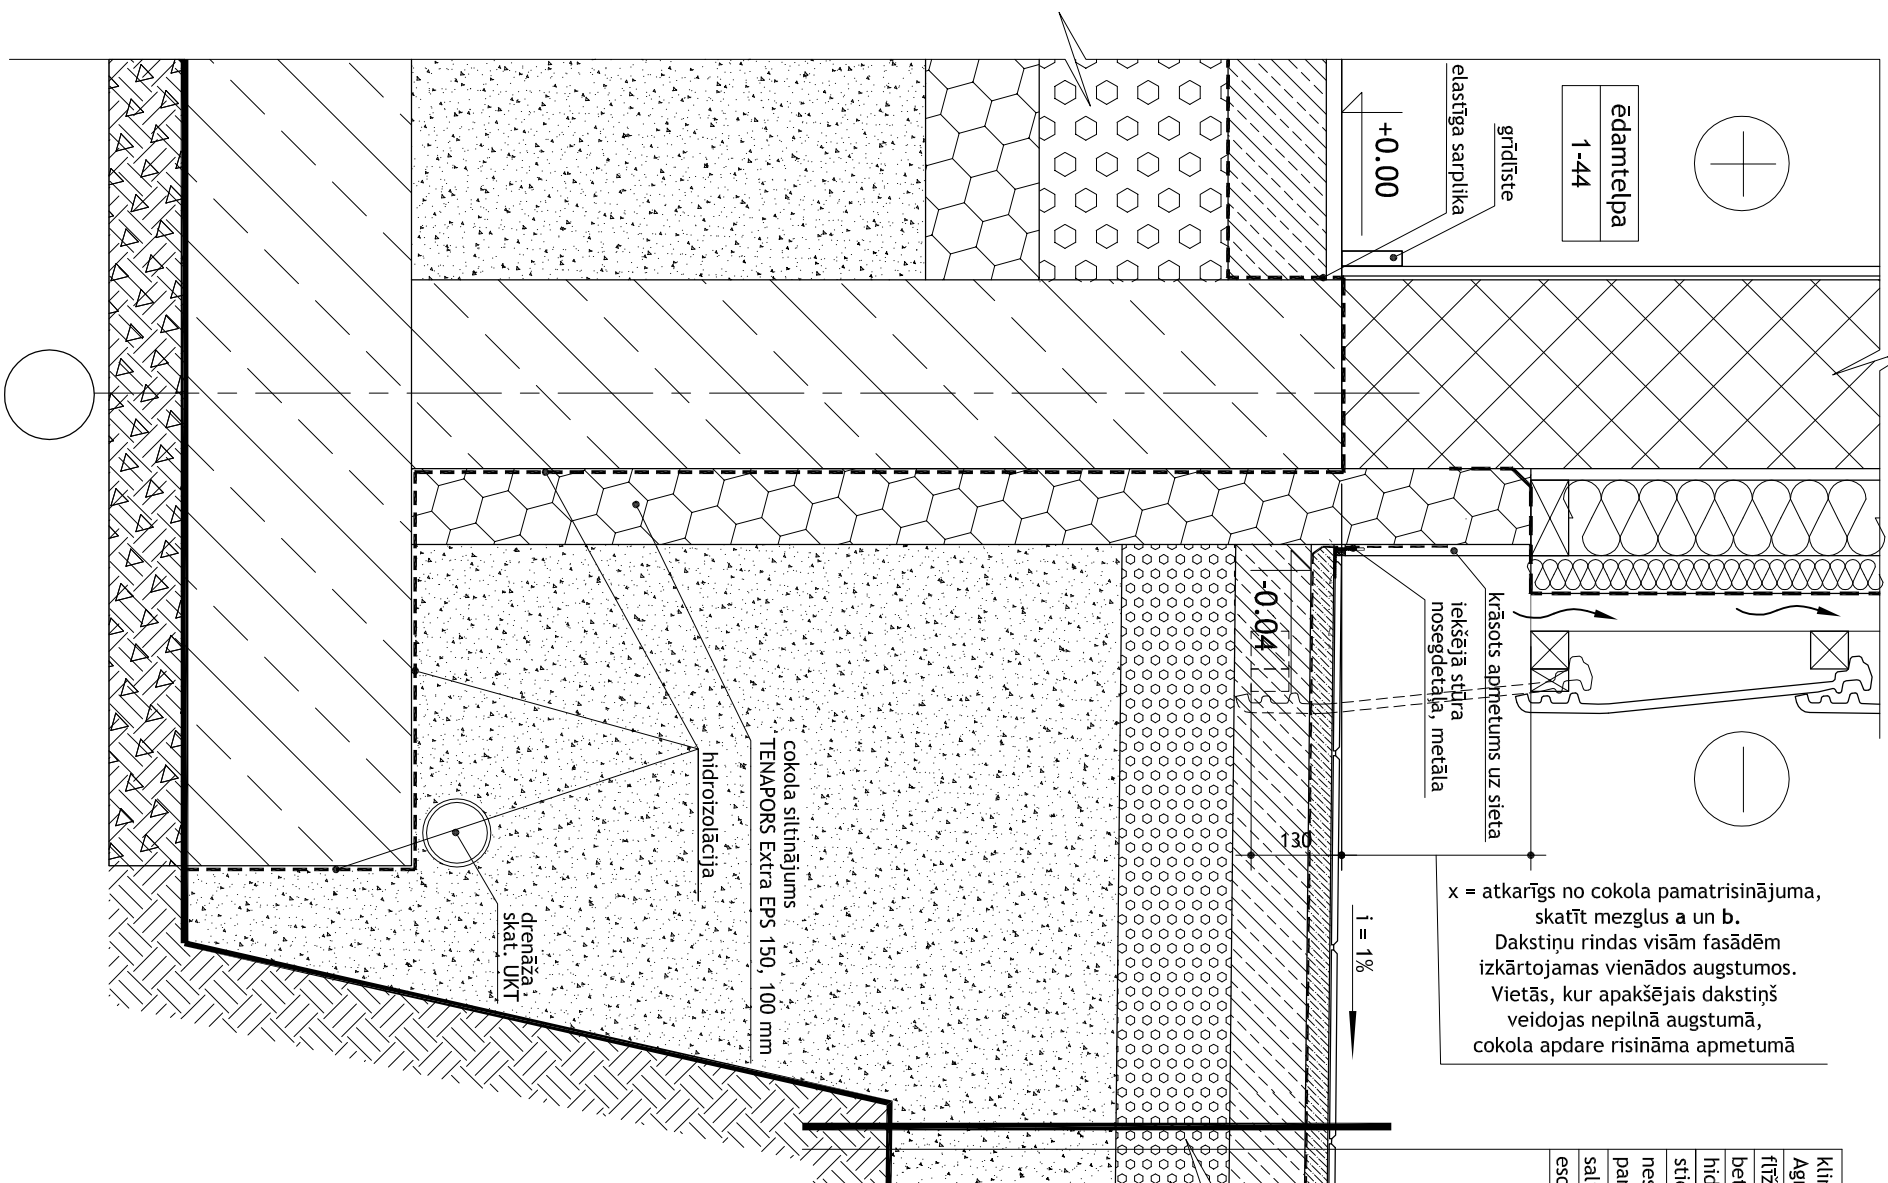 ēdamtelpa
1-44
grīdlīste
elastīga sarplika
+0.00
krāsots apmetums uz sieta
iekšējā stūra
nosegdetaļa, metāla
-0.04
130
x = atkarīgs no cokola pamatrisinājuma,
skatīt mezglus a un b.
Dakstiņu rindas visām fasādēm
izkārtojamas vienādos augstumos.
Vietās, kur apakšējais dakstiņš
veidojas nepilnā augstumā,
cokola apdare risināma apmetumā
i = 1%
cokola siltinājums
TENAPORS Extra EPS 150, 100 mm
hidroizolācija
drenāža
skat. ŪKT